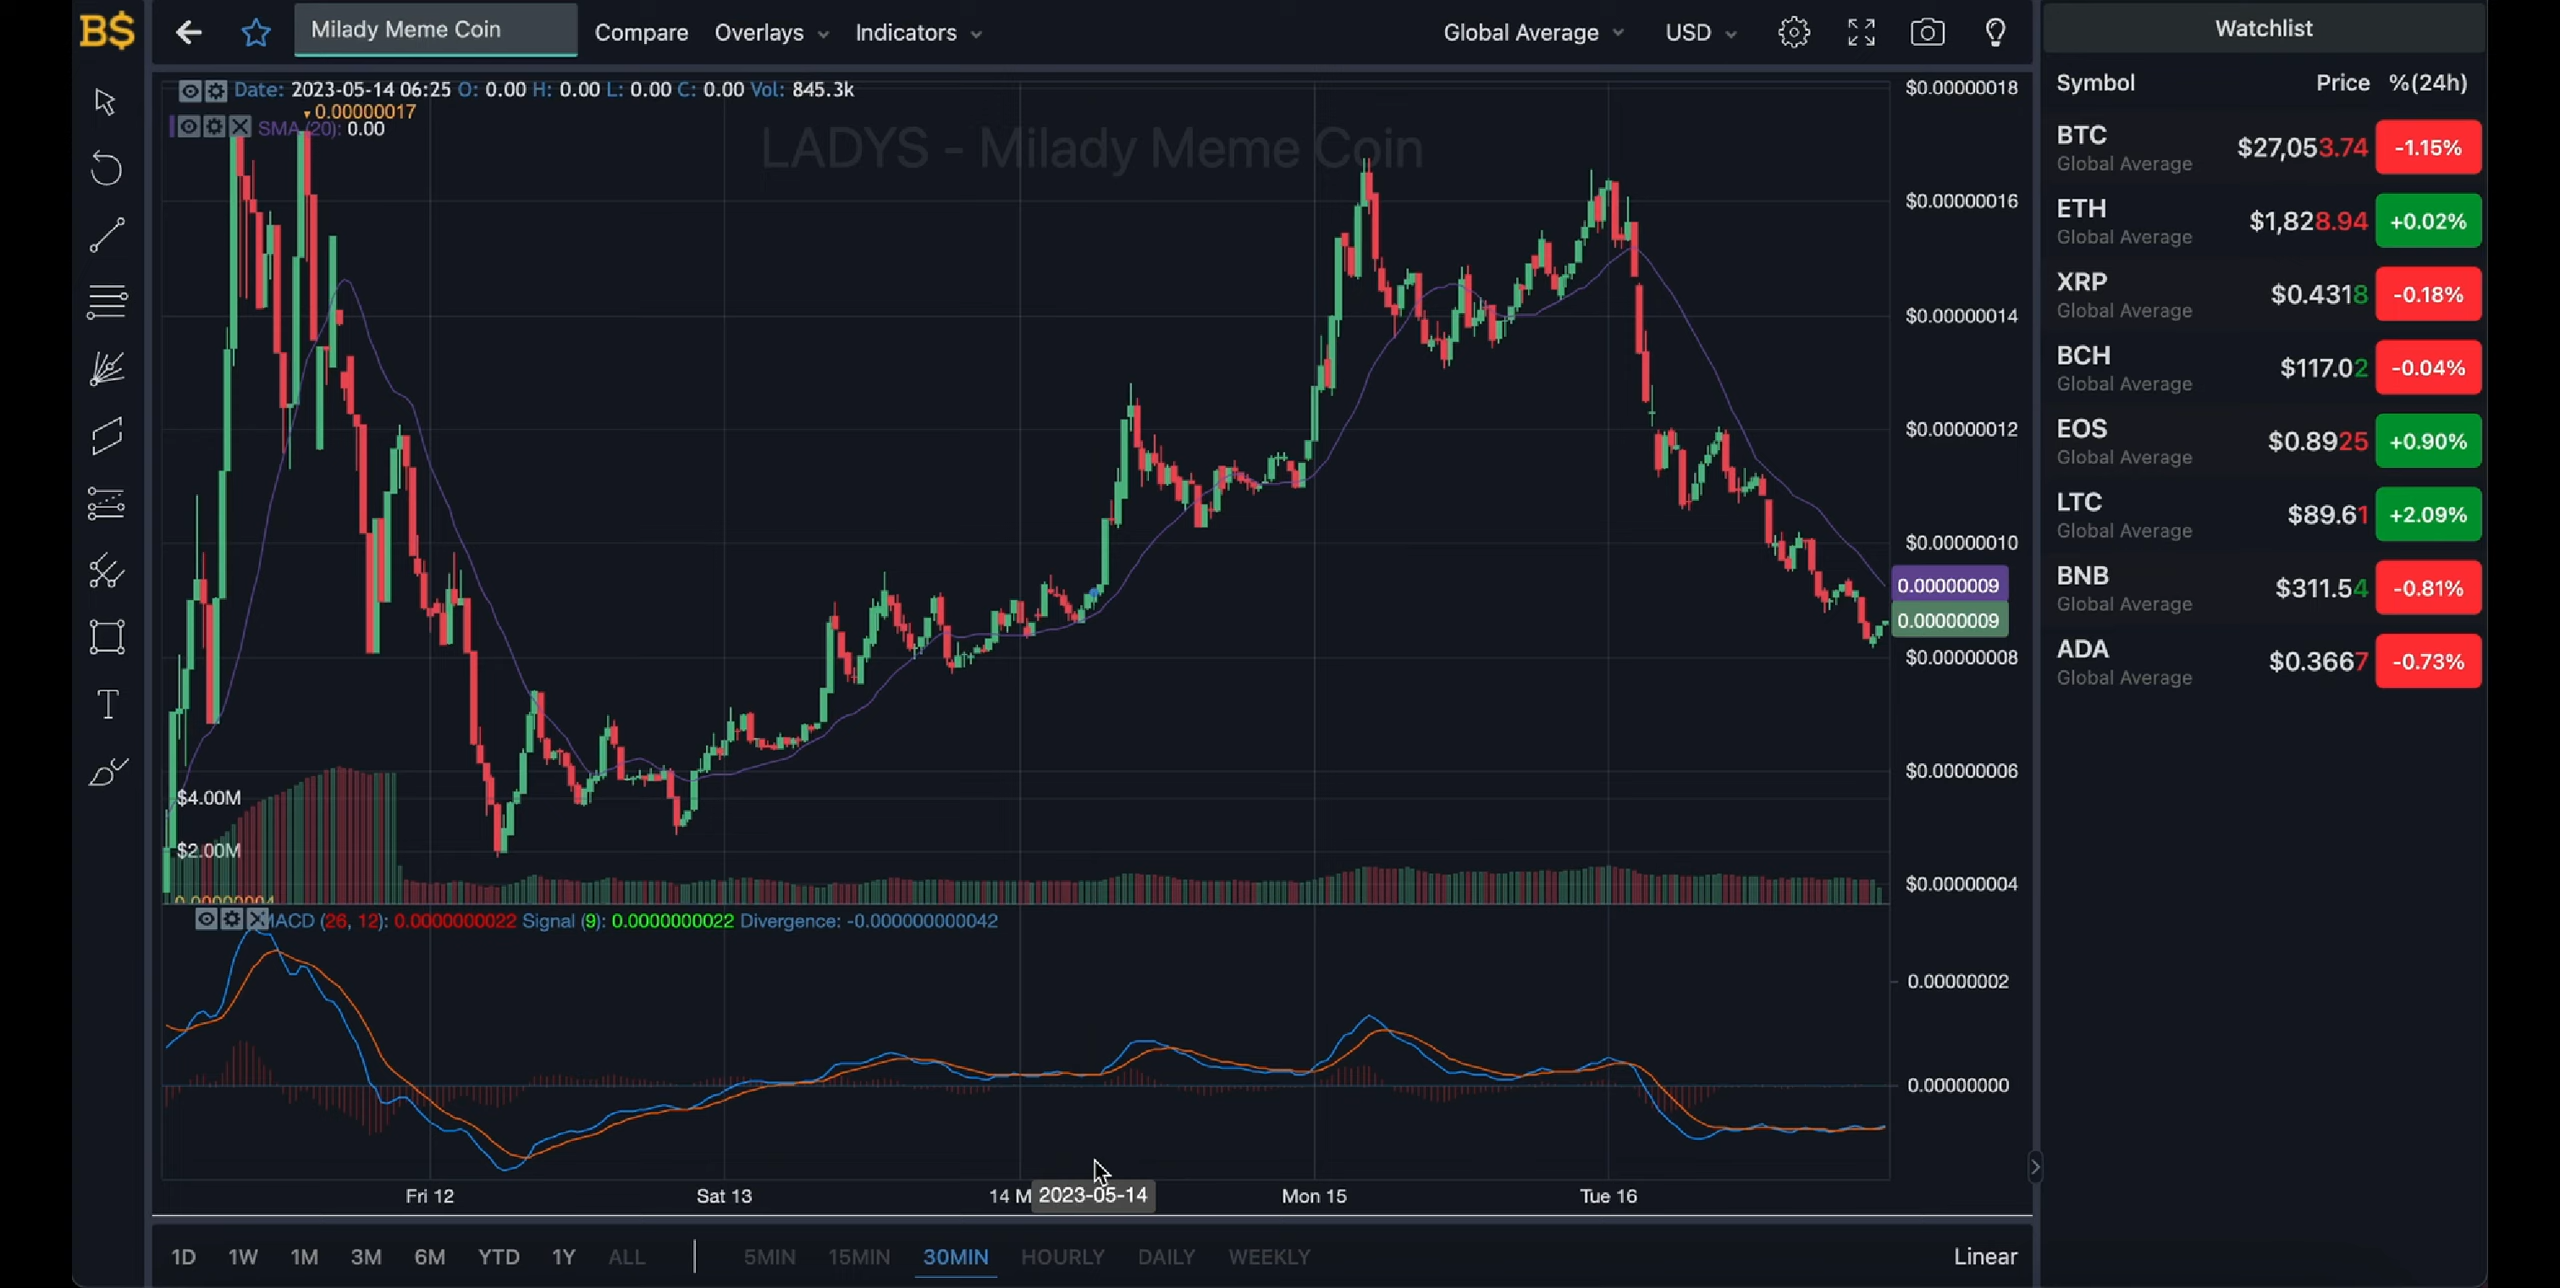 B$
Milady Meme Coin
Compare Overlays Indicators
Global Average USD
Date: 2023-05-14 06:25 O: 0.00 H: 0.00 L: 0.00 C: 0.00 Vol: 845.3k
0.00000017
SMA (20): 0.00
LADYS - Milady Meme Coin
$0.00000018
$0.00000016
$0.00000014
$0.00000012
$0.00000010
0.00000009
0.00000009
$0.00000008
$0.00000006
$0.00000004
$4.00M
$2.00M
0.00000004
MACD (26, 12): 0.0000000022 Signal (9): 0.0000000022 Divergence: -0.000000000042
0.00000002
0.00000000
Fri 12 Sat 13 14 M 2023-05-14 Mon 15 Tue 16
1D 1W 1M 3M 6M YTD 1Y ALL 5MIN 15MIN 30MIN HOURLY DAILY WEEKLY Linear
Watchlist
Symbol Price %(24h)
BTC $27,053.74 -1.15%
Global Average
ETH $1,828.94 +0.02%
Global Average
XRP $0.4318 -0.18%
Global Average
BCH $117.02 -0.04%
Global Average
EOS $0.8925 +0.90%
Global Average
LTC $89.61 +2.09%
Global Average
BNB $311.54 -0.81%
Global Average
ADA $0.3667 -0.73%
Global Average